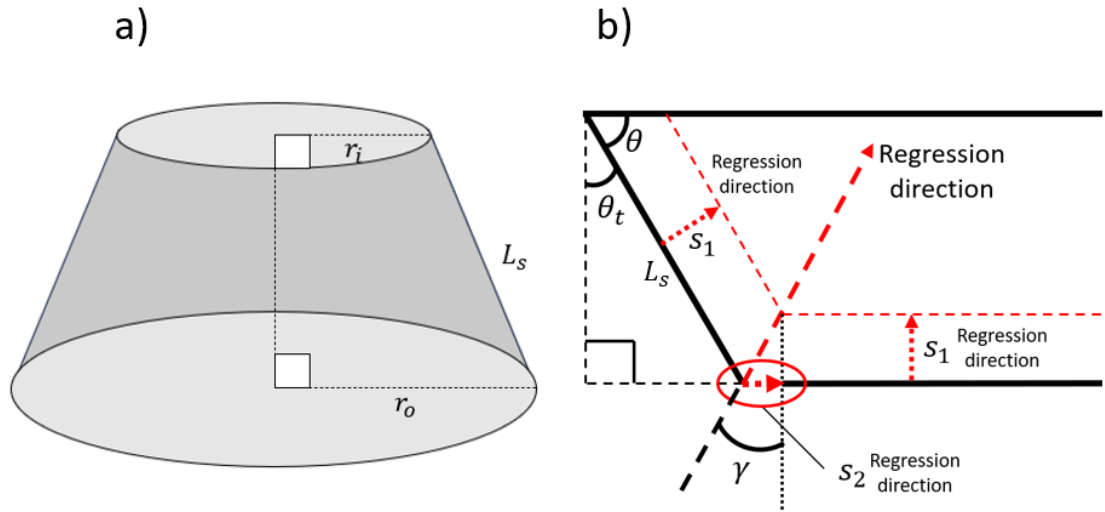 a)
r_i
L_s
r_o
b)
θ
θ_t
Regression
direction
s_1
L_s
Regression
direction
s_1
Regression
direction
γ
s_2
Regression
direction